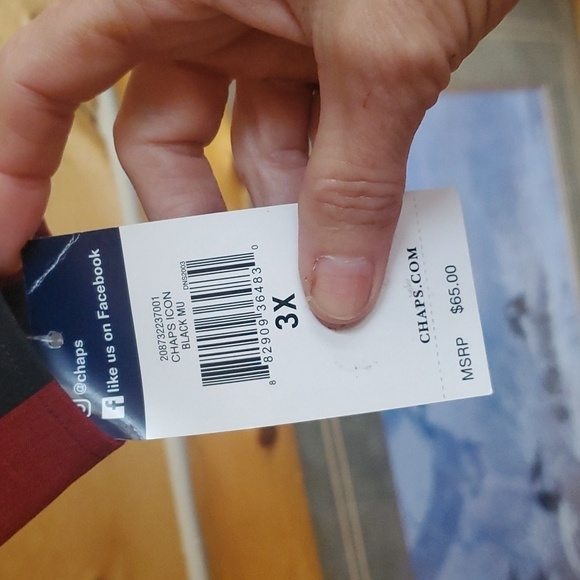 @chaps
like us on Facebook
208732237001
CHAPS ICON
BLACK MU
DNS2003
8 82909 36483 0
3X
CHAPS.COM
MSRP $65.00